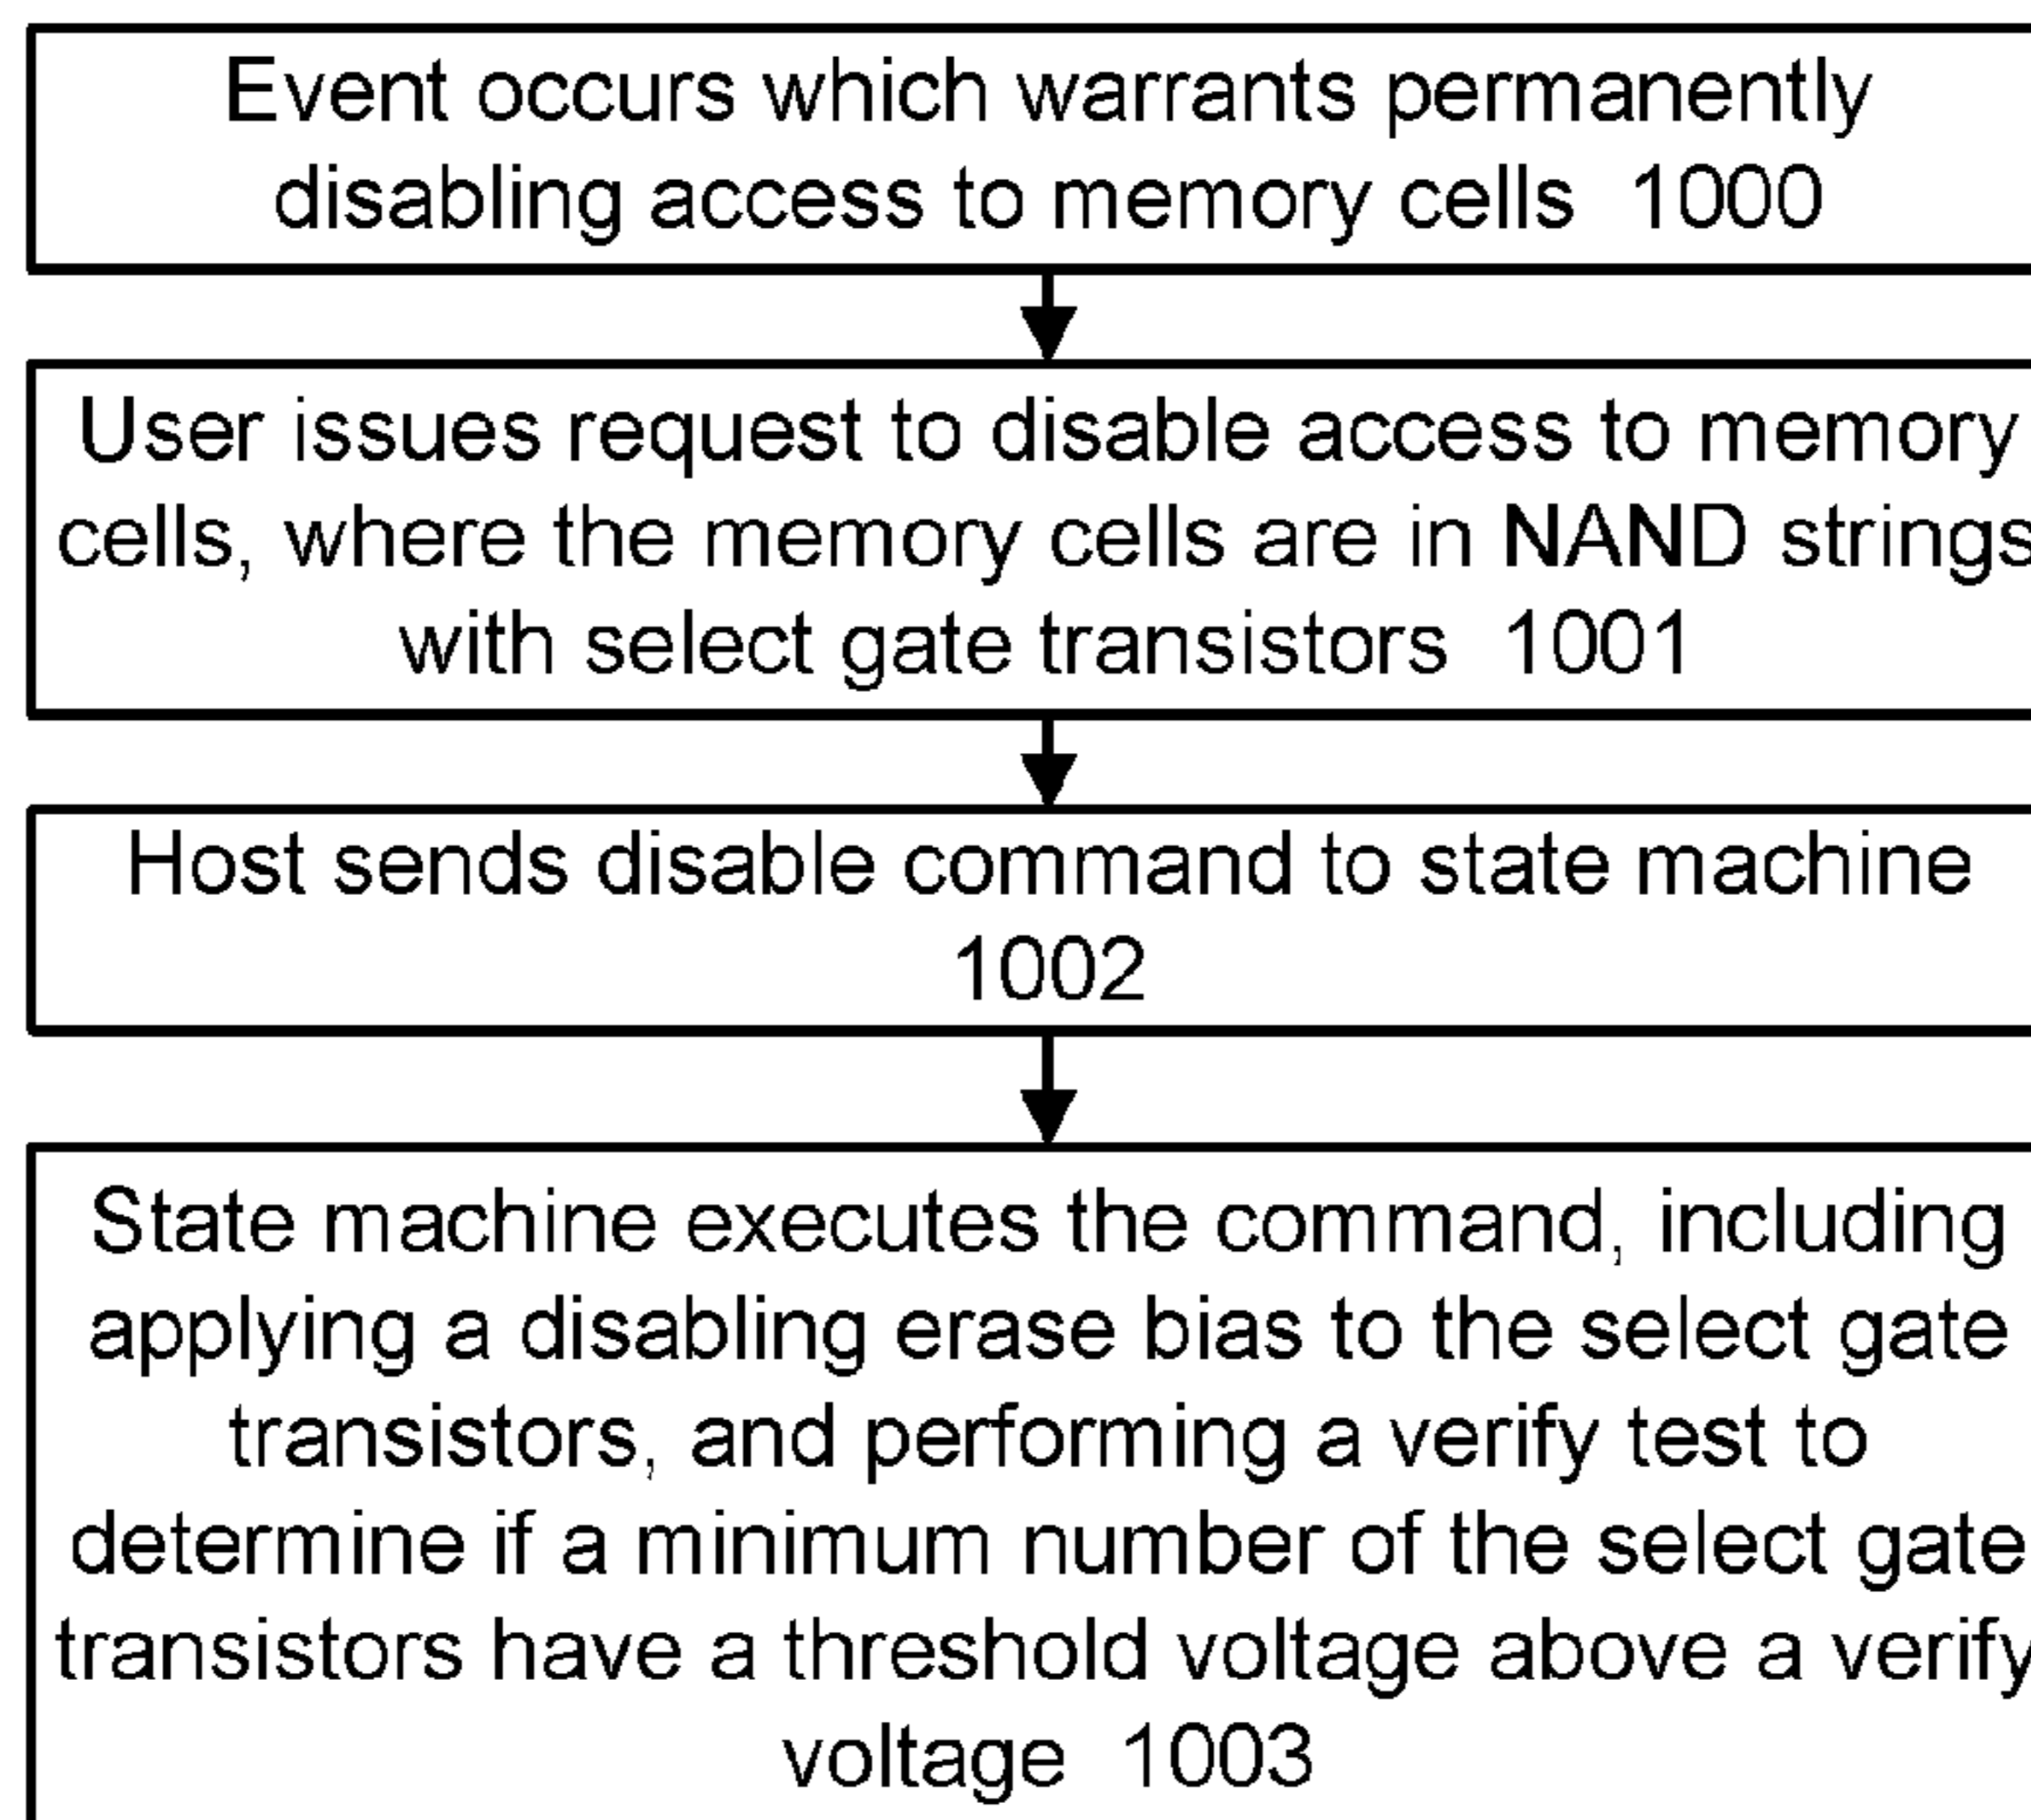 Event occurs which warrants permanently
disabling access to memory cells 1000
User issues request to disable access to memory
cells, where the memory cells are in NAND strings
with select gate transistors 1001
Host sends disable command to state machine
1002
State machine executes the command, including
applying a disabling erase bias to the select gate
transistors, and performing a verify test to
determine if a minimum number of the select gate
transistors have a threshold voltage above a verify
voltage 1003